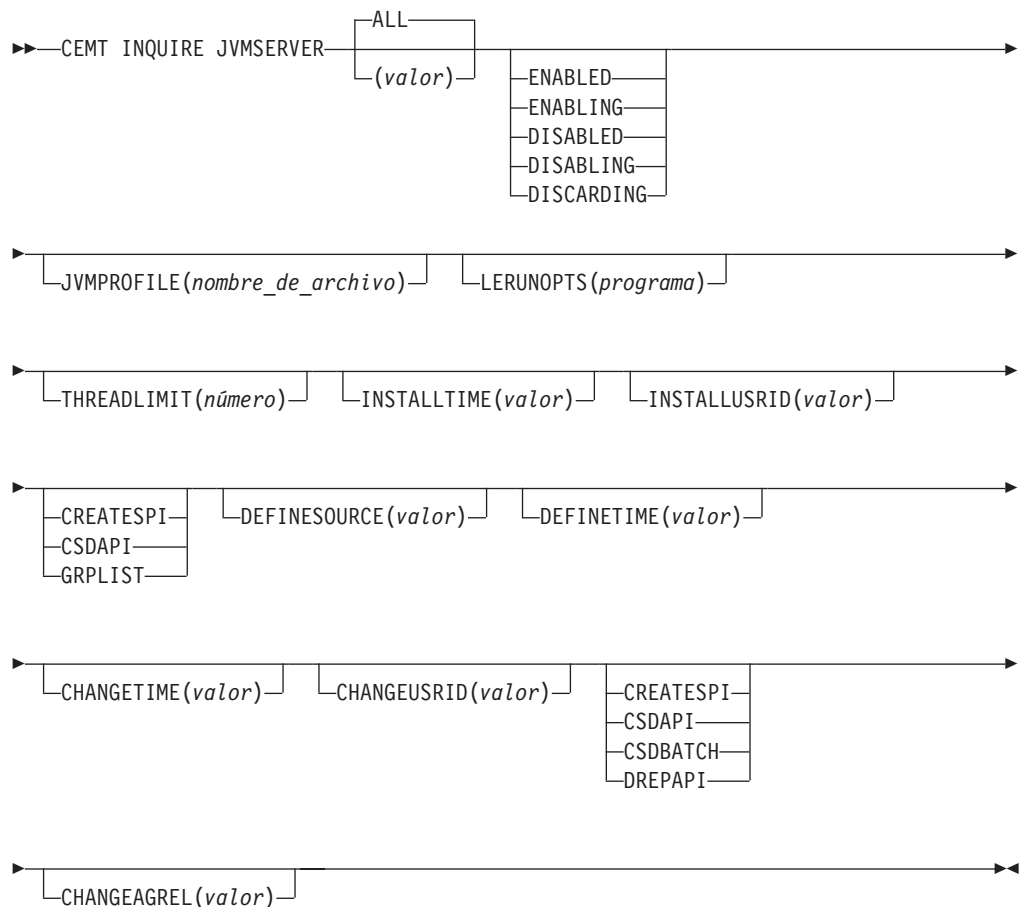 ALL
CEMT INQUIRE JVMSERVER
(valor)
ENABLED
ENABLING
DISABLED
DISABLING
DISCARDING
JVMPROFILE(nombre_de_archivo)
LERUNOPTS(programa)
THREADLIMIT(número)
INSTALLTIME(valor)
INSTALLUSRID(valor)
CREATESPI
CSDAPI
GRPLIST
DEFINESOURCE(valor)
DEFINETIME(valor)
CHANGETIME(valor)
CHANGEUSRID(valor)
CREATESPI
CSDAPI
CSDBATCH
DREPAPI
CHANGEAGREL(valor)